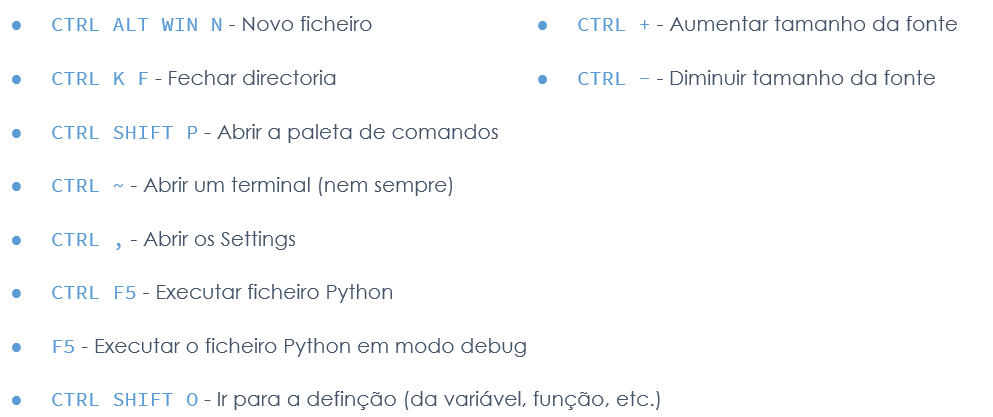 • CTRL ALT WIN N - Novo ficheiro
• CTRL K F - Fechar directoria
• CTRL SHIFT P - Abrir a paleta de comandos
• CTRL ~ - Abrir um terminal (nem sempre)
• CTRL , - Abrir os Settings
• CTRL F5 - Executar ficheiro Python
• F5 - Executar o ficheiro Python em modo debug
• CTRL SHIFT O - Ir para a definção (da variável, função, etc.)
• CTRL + - Aumentar tamanho da fonte
• CTRL - - Diminuir tamanho da fonte